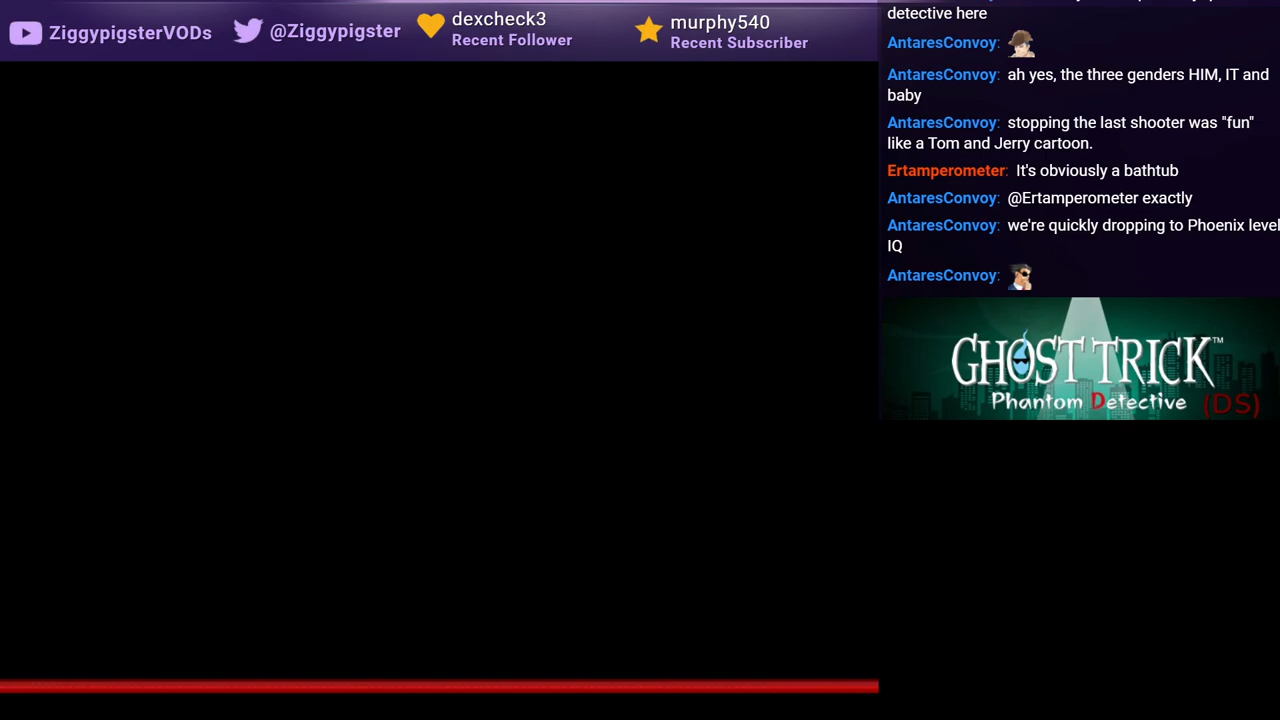 ZiggypigsterVODs
@Ziggypigster
dexcheck3
Recent Follower
murphy540
Recent Subscriber
detective here
AntaresConvoy:
AntaresConvoy: ah yes, the three genders HIM, IT and
baby
AntaresConvoy: stopping the last shooter was "fun"
like a Tom and Jerry cartoon.
Ertamperometer: It's obviously a bathtub
AntaresConvoy: @Ertamperometer exactly
AntaresConvoy: we're quickly dropping to Phoenix level
IQ
AntaresConvoy:
GHOST TRICK™
Phantom Detective (DS)